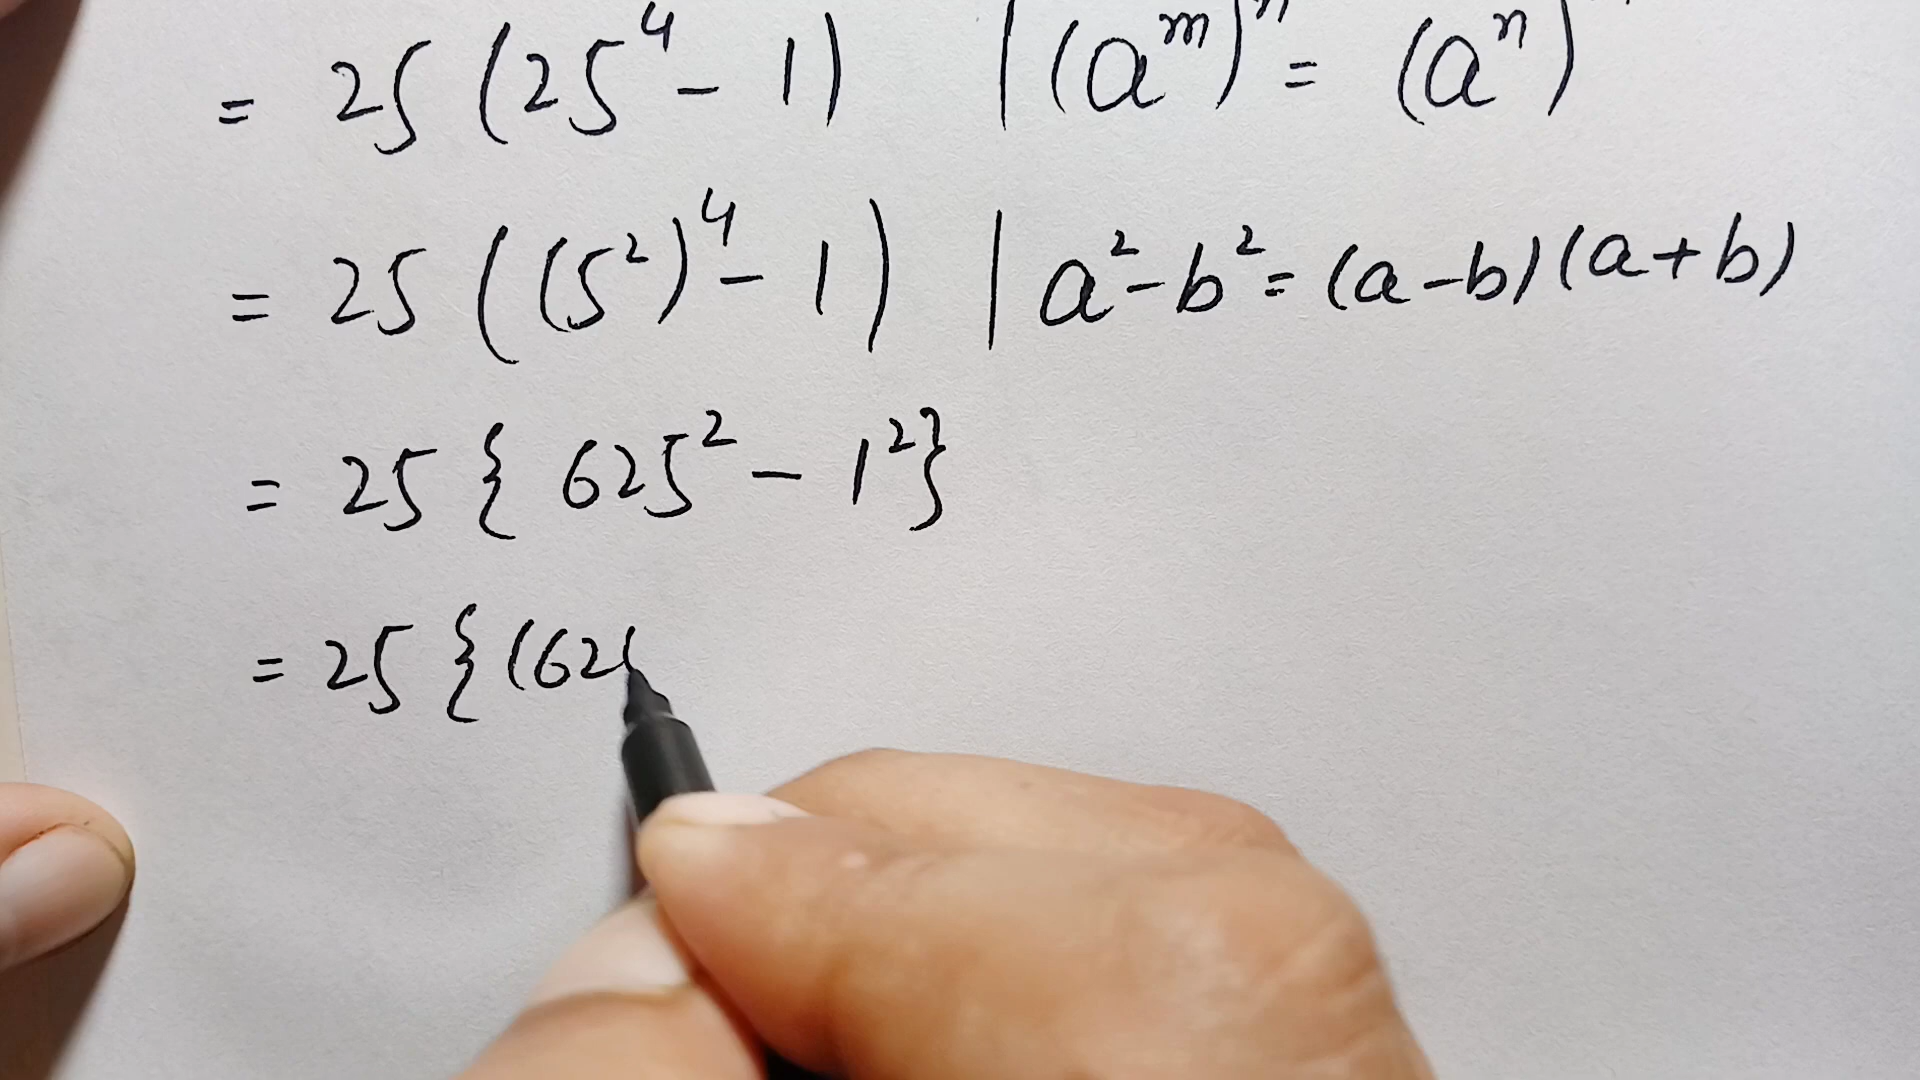 = 25 (25⁴ - 1) | (aᵐ)ⁿ = (aⁿ)
= 25 ((5²)⁴ - 1) | a² - b² = (a - b)(a + b)
= 25 { 625² - 1² }
= 25 { (62